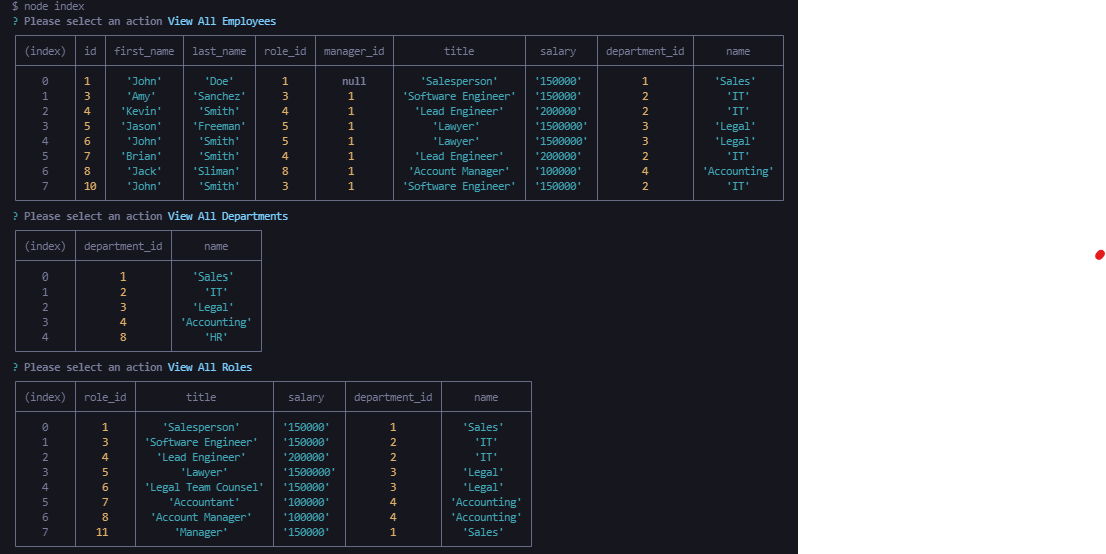 $ node index
? Please select an action View All Employees
(index) id first_name last_name role_id manager_id title salary department_id name
0 1 'John' 'Doe' 1 null 'Salesperson' '150000' 1 'Sales'
1 3 'Amy' 'Sanchez' 3 1 'Software Engineer' '150000' 2 'IT'
2 4 'Kevin' 'Smith' 4 1 'Lead Engineer' '200000' 2 'IT'
3 5 'Jason' 'Freeman' 5 1 'Lawyer' '1500000' 3 'Legal'
4 6 'John' 'Smith' 5 1 'Lawyer' '1500000' 3 'Legal'
5 7 'Brian' 'Smith' 4 1 'Lead Engineer' '200000' 2 'IT'
6 8 'Jack' 'Sliman' 8 1 'Account Manager' '100000' 4 'Accounting'
7 10 'John' 'Smith' 3 1 'Software Engineer' '150000' 2 'IT'
? Please select an action View All Departments
(index) department_id name
0 1 'Sales'
1 2 'IT'
2 3 'Legal'
3 4 'Accounting'
4 8 'HR'
? Please select an action View All Roles
(index) role_id title salary department_id name
0 1 'Salesperson' '150000' 1 'Sales'
1 3 'Software Engineer' '150000' 2 'IT'
2 4 'Lead Engineer' '200000' 2 'IT'
3 5 'Lawyer' '1500000' 3 'Legal'
4 6 'Legal Team Counsel' '150000' 3 'Legal'
5 7 'Accountant' '100000' 4 'Accounting'
6 8 'Account Manager' '100000' 4 'Accounting'
7 11 'Manager' '150000' 1 'Sales'